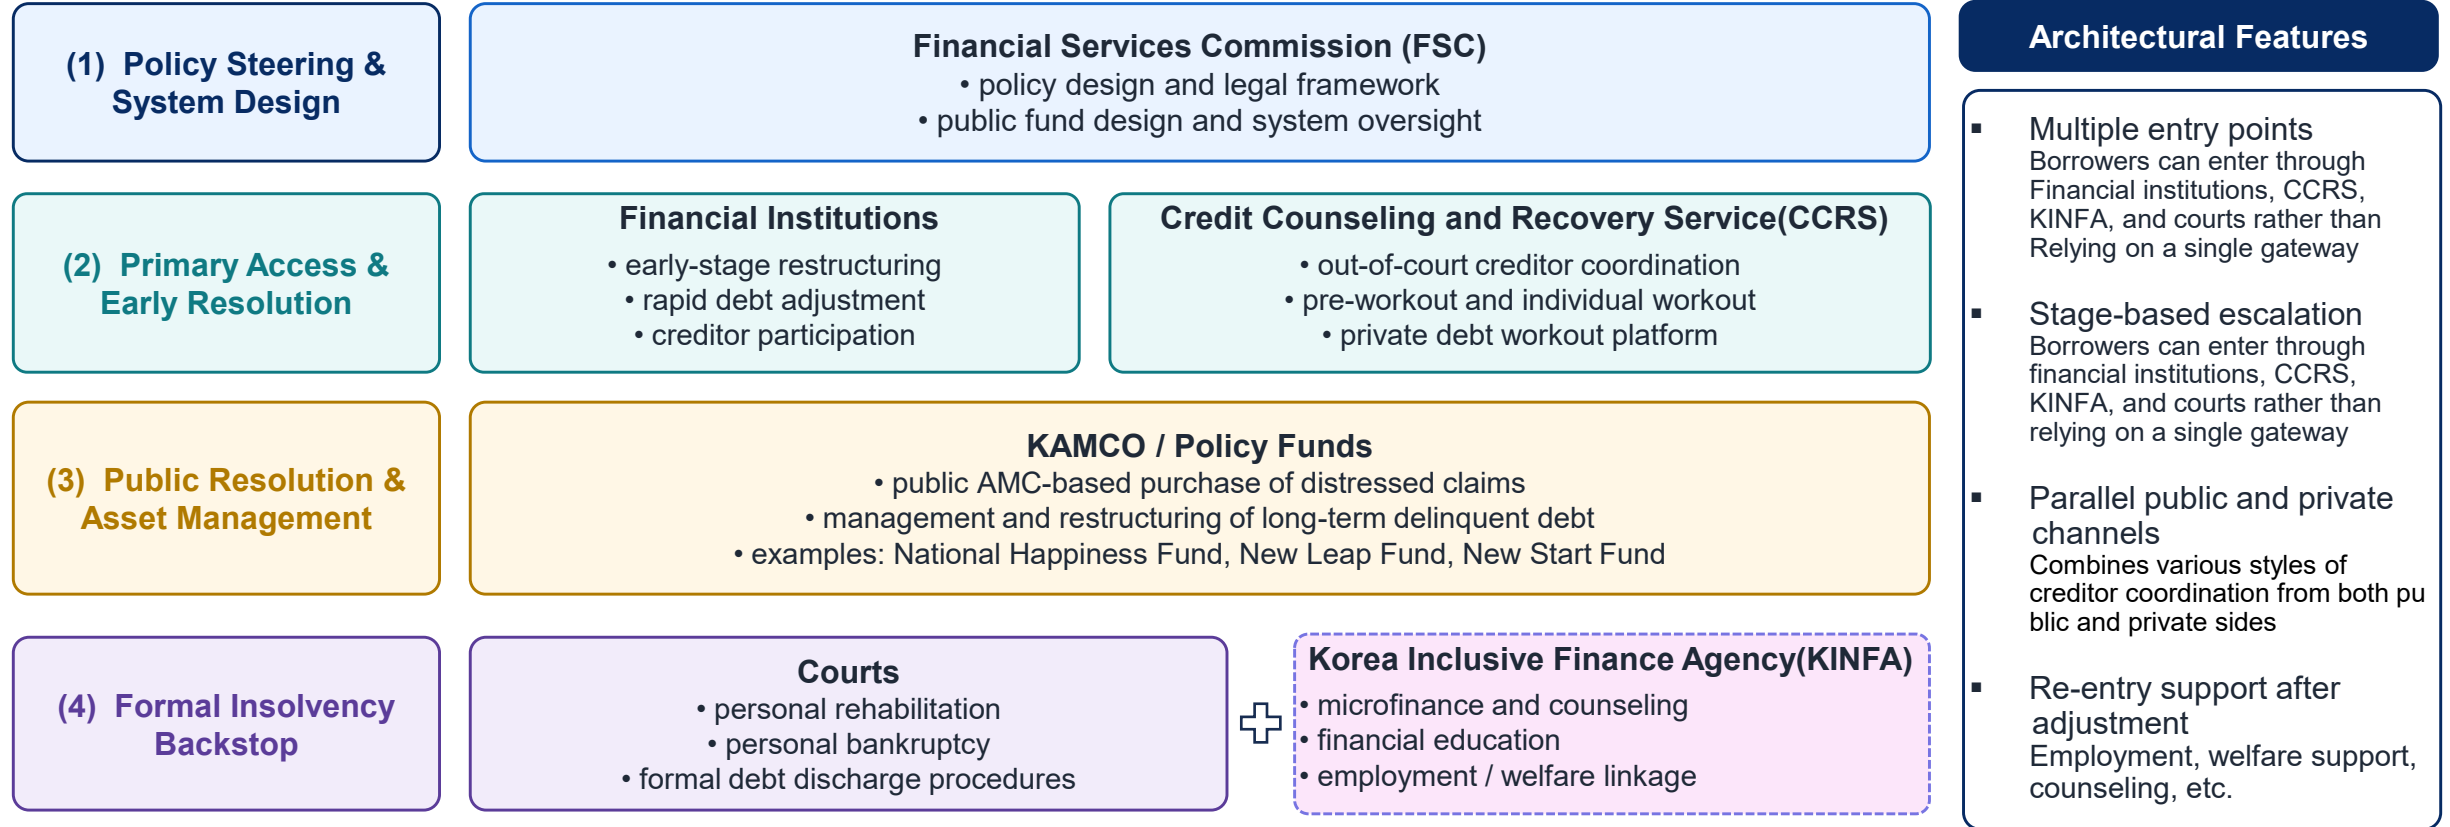 (1) Policy Steering &
System Design
Financial Services Commission (FSC)
• policy design and legal framework
• public fund design and system oversight
(2) Primary Access &
Early Resolution
Financial Institutions
• early-stage restructuring
• rapid debt adjustment
• creditor participation
Credit Counseling and Recovery Service(CCRS)
• out-of-court creditor coordination
• pre-workout and individual workout
• private debt workout platform
(3) Public Resolution &
Asset Management
KAMCO / Policy Funds
• public AMC-based purchase of distressed claims
• management and restructuring of long-term delinquent debt
• examples: National Happiness Fund, New Leap Fund, New Start Fund
(4) Formal Insolvency
Backstop
Courts
• personal rehabilitation
• personal bankruptcy
• formal debt discharge procedures
Korea Inclusive Finance Agency(KINFA)
• microfinance and counseling
• financial education
• employment / welfare linkage
Architectural Features
▪ Multiple entry points
Borrowers can enter through
Financial institutions, CCRS,
KINFA, and courts rather than
Relying on a single gateway
▪ Stage-based escalation
Borrowers can enter through
financial institutions, CCRS,
KINFA, and courts rather than
relying on a single gateway
▪ Parallel public and private
channels
Combines various styles of
creditor coordination from both pu
blic and private sides
▪ Re-entry support after
adjustment
Employment, welfare support,
counseling, etc.